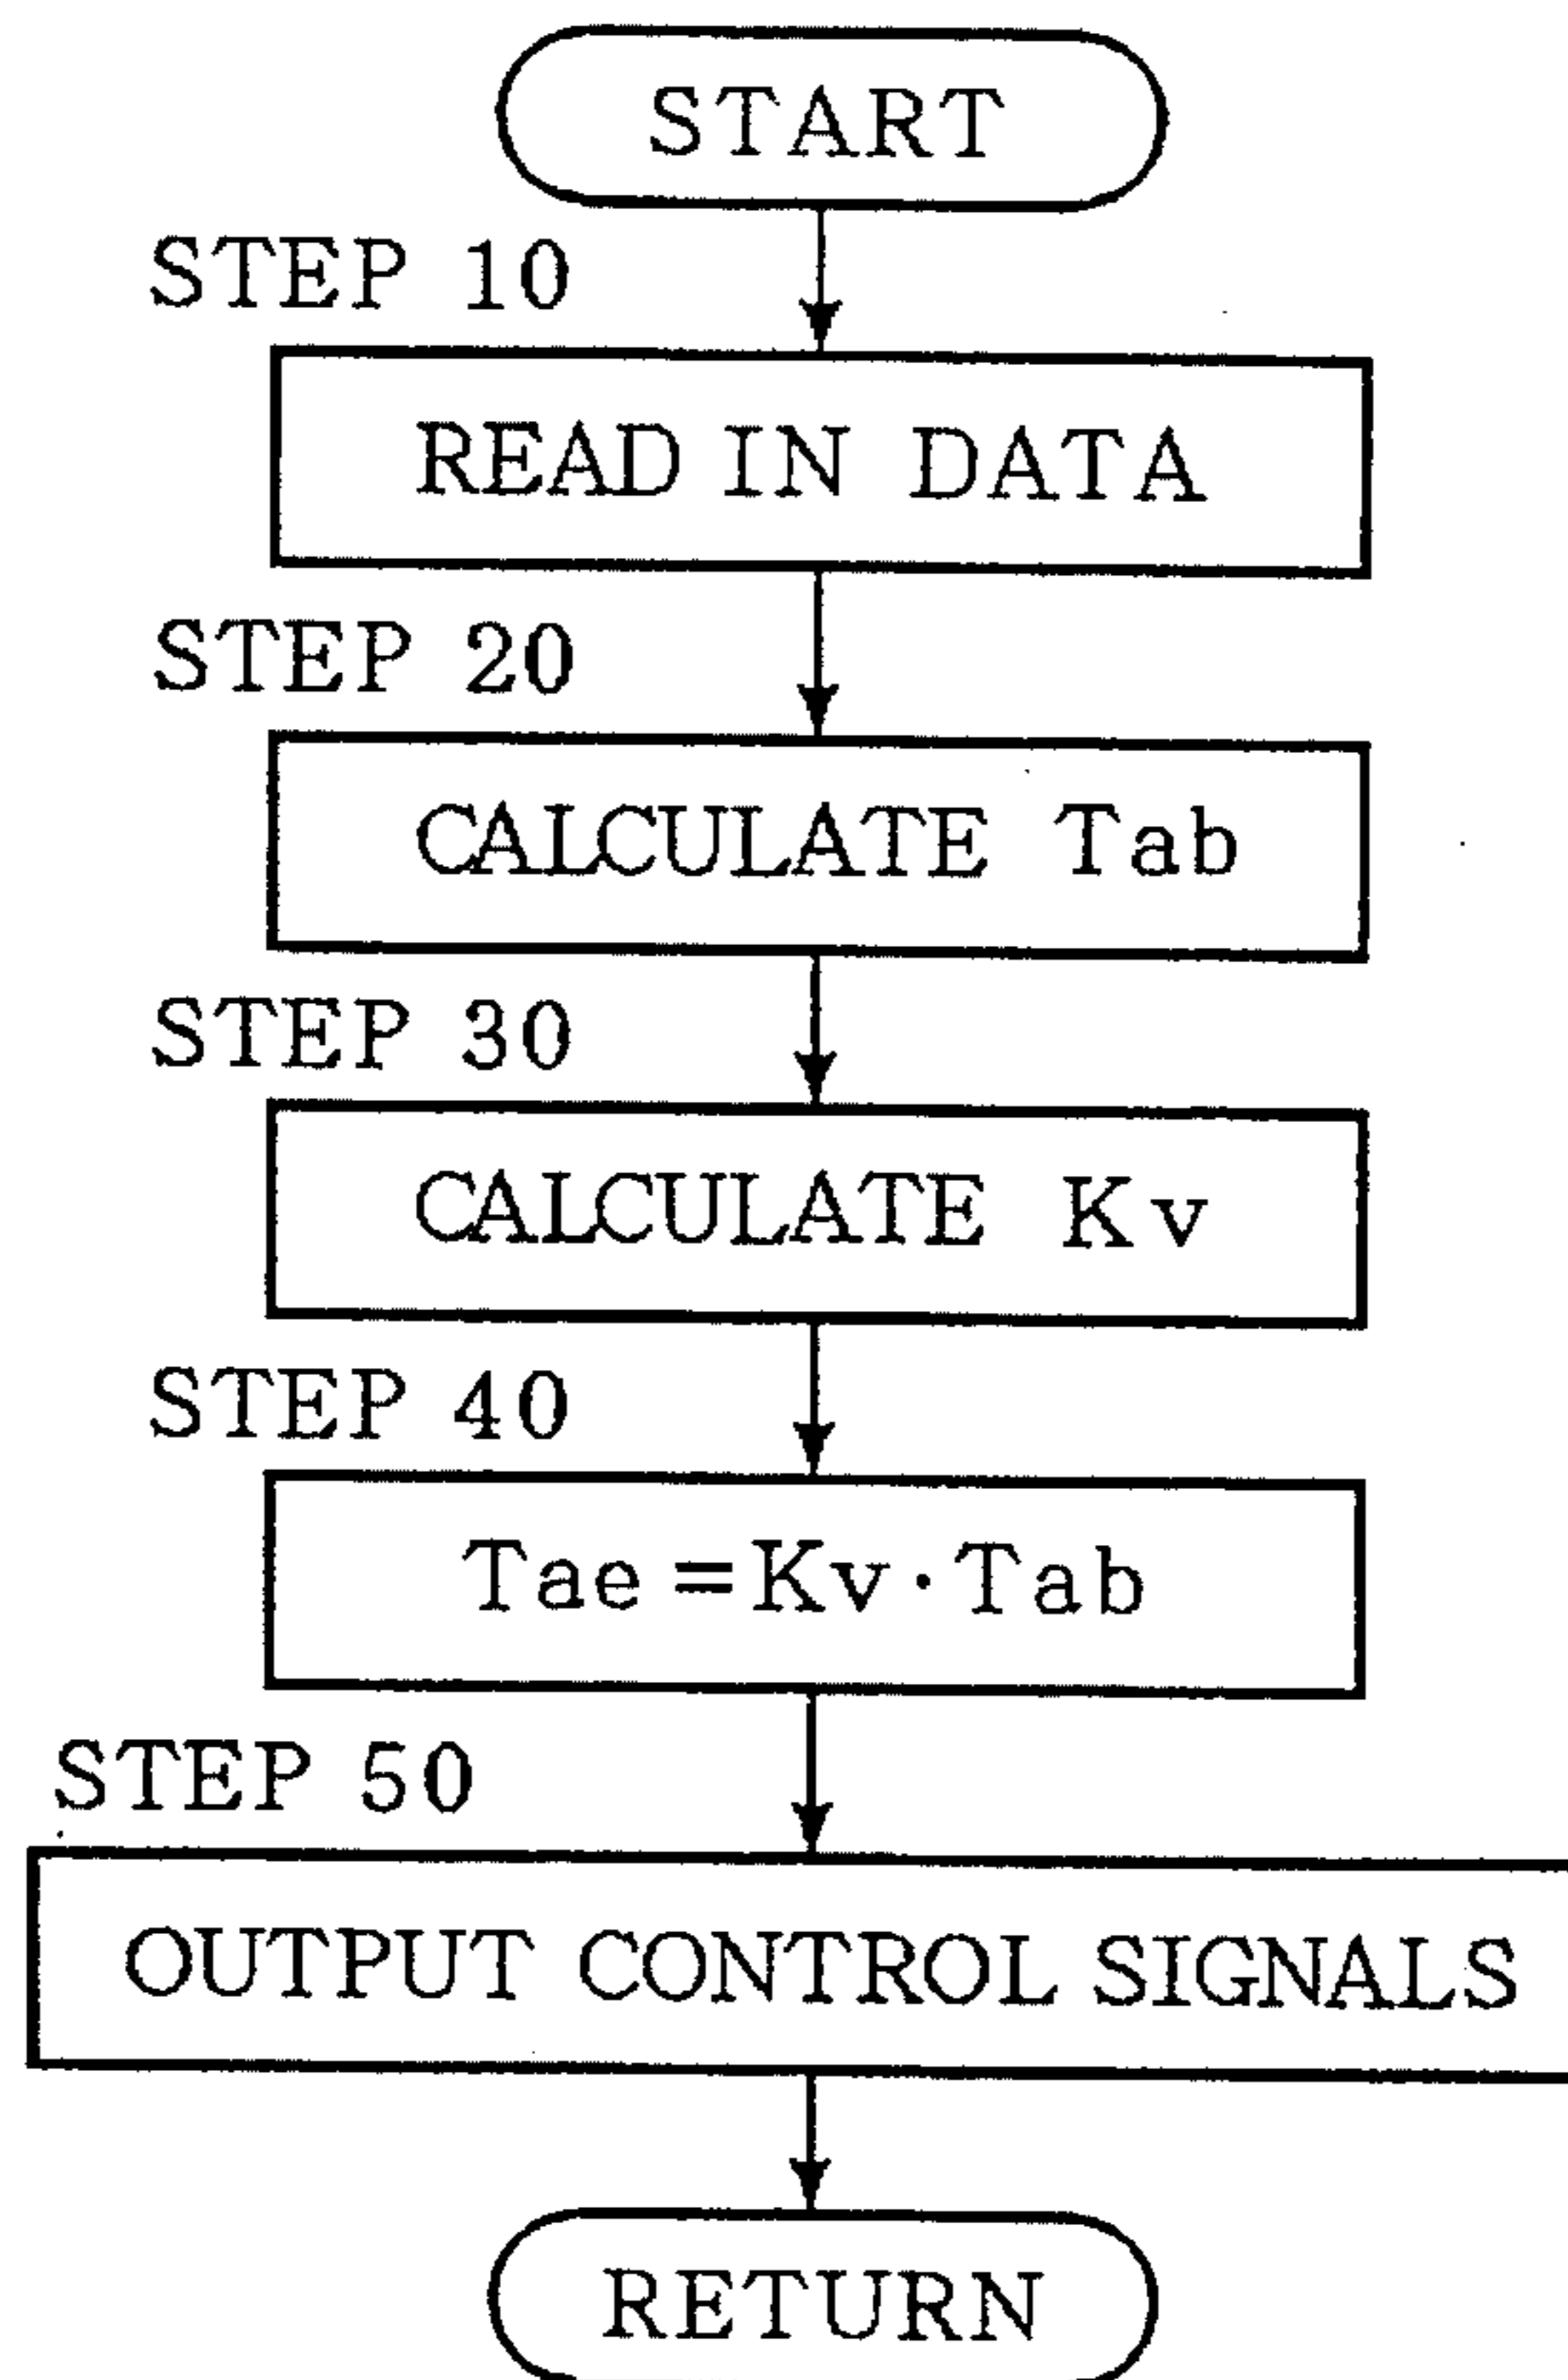 START
STEP 10
READ IN DATA
STEP 20
CALCULATE Tab
STEP 30
CALCULATE Kv
STEP 40
Tae=Kv·Tab
STEP 50
OUTPUT CONTROL SIGNALS
RETURN